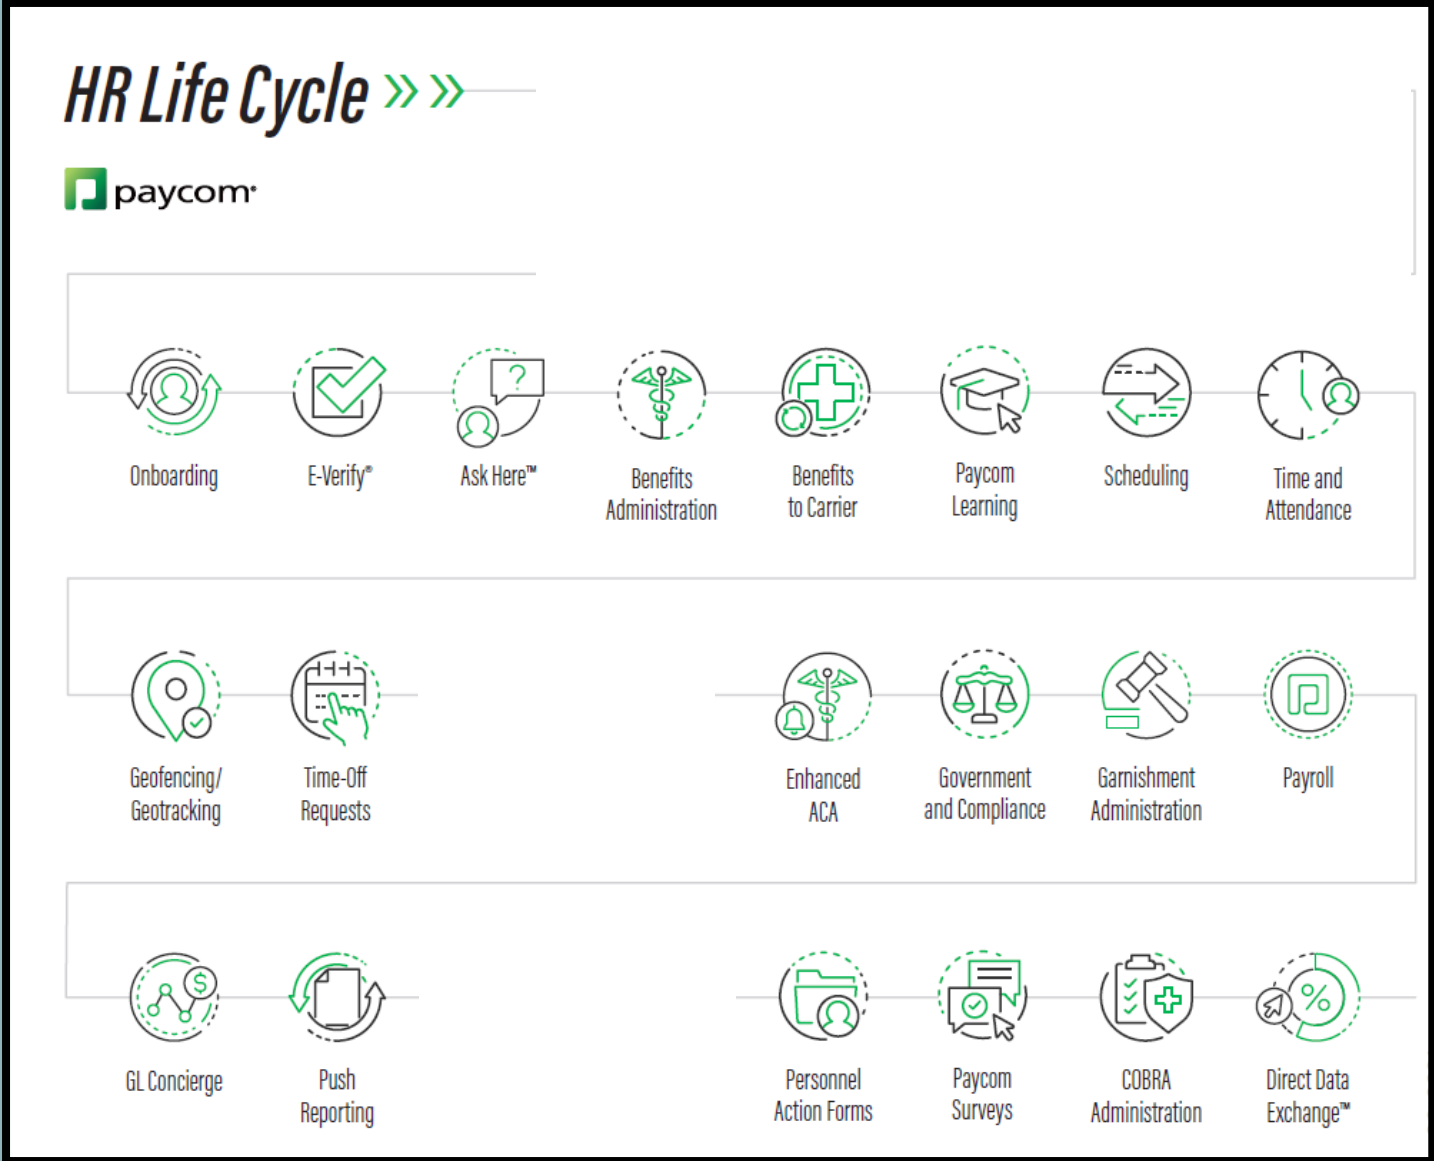 HR Life Cycle
paycom®
Onboarding
E-Verify®
Ask Here™
Benefits
Administration
Benefits
to Carrier
Paycom
Learning
Scheduling
Time and
Attendance
Geofencing/
Geotracking
Time-Off
Requests
Enhanced
ACA
Government
and Compliance
Garnishment
Administration
Payroll
GL Concierge
Push
Reporting
Personnel
Action Forms
Paycom
Surveys
COBRA
Administration
Direct Data
Exchange™